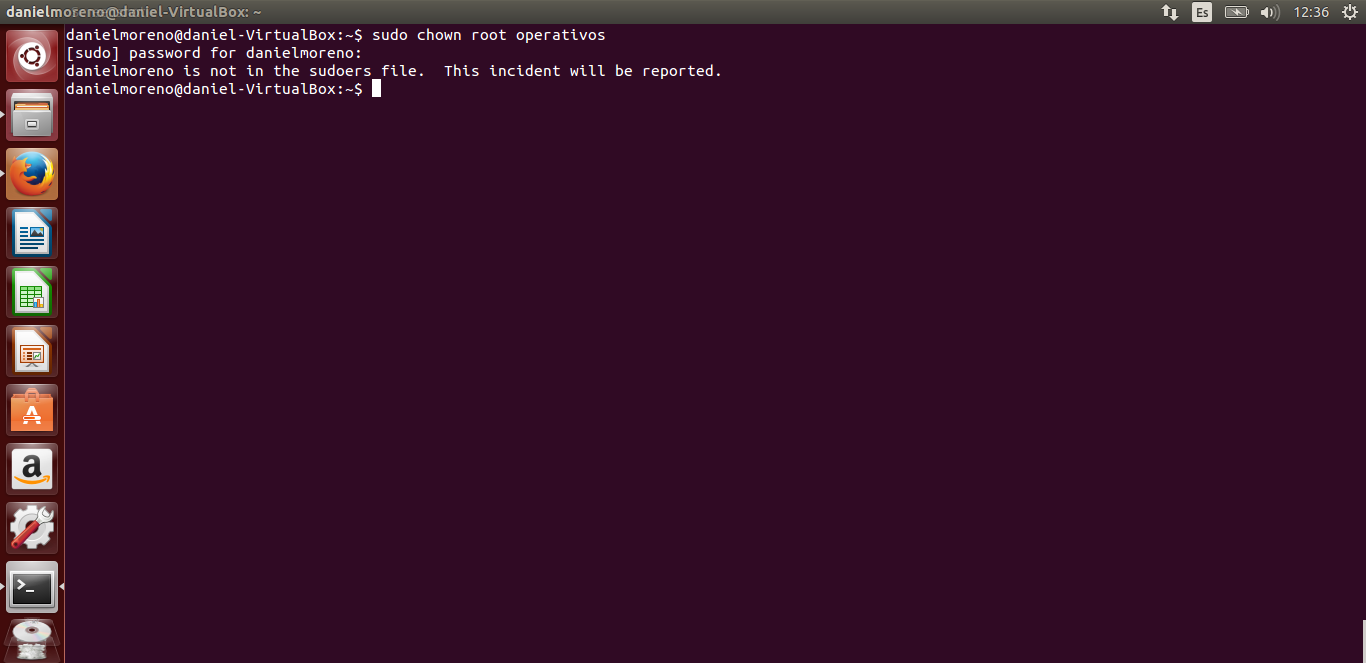 danielmoreno@daniel-VirtualBox: ~
Es
12:36
danielmoreno@daniel-VirtualBox:~$ sudo chown root operativos
[sudo] password for danielmoreno:
danielmoreno is not in the sudoers file.  This incident will be reported.
danielmoreno@daniel-VirtualBox:~$
A
a
>_